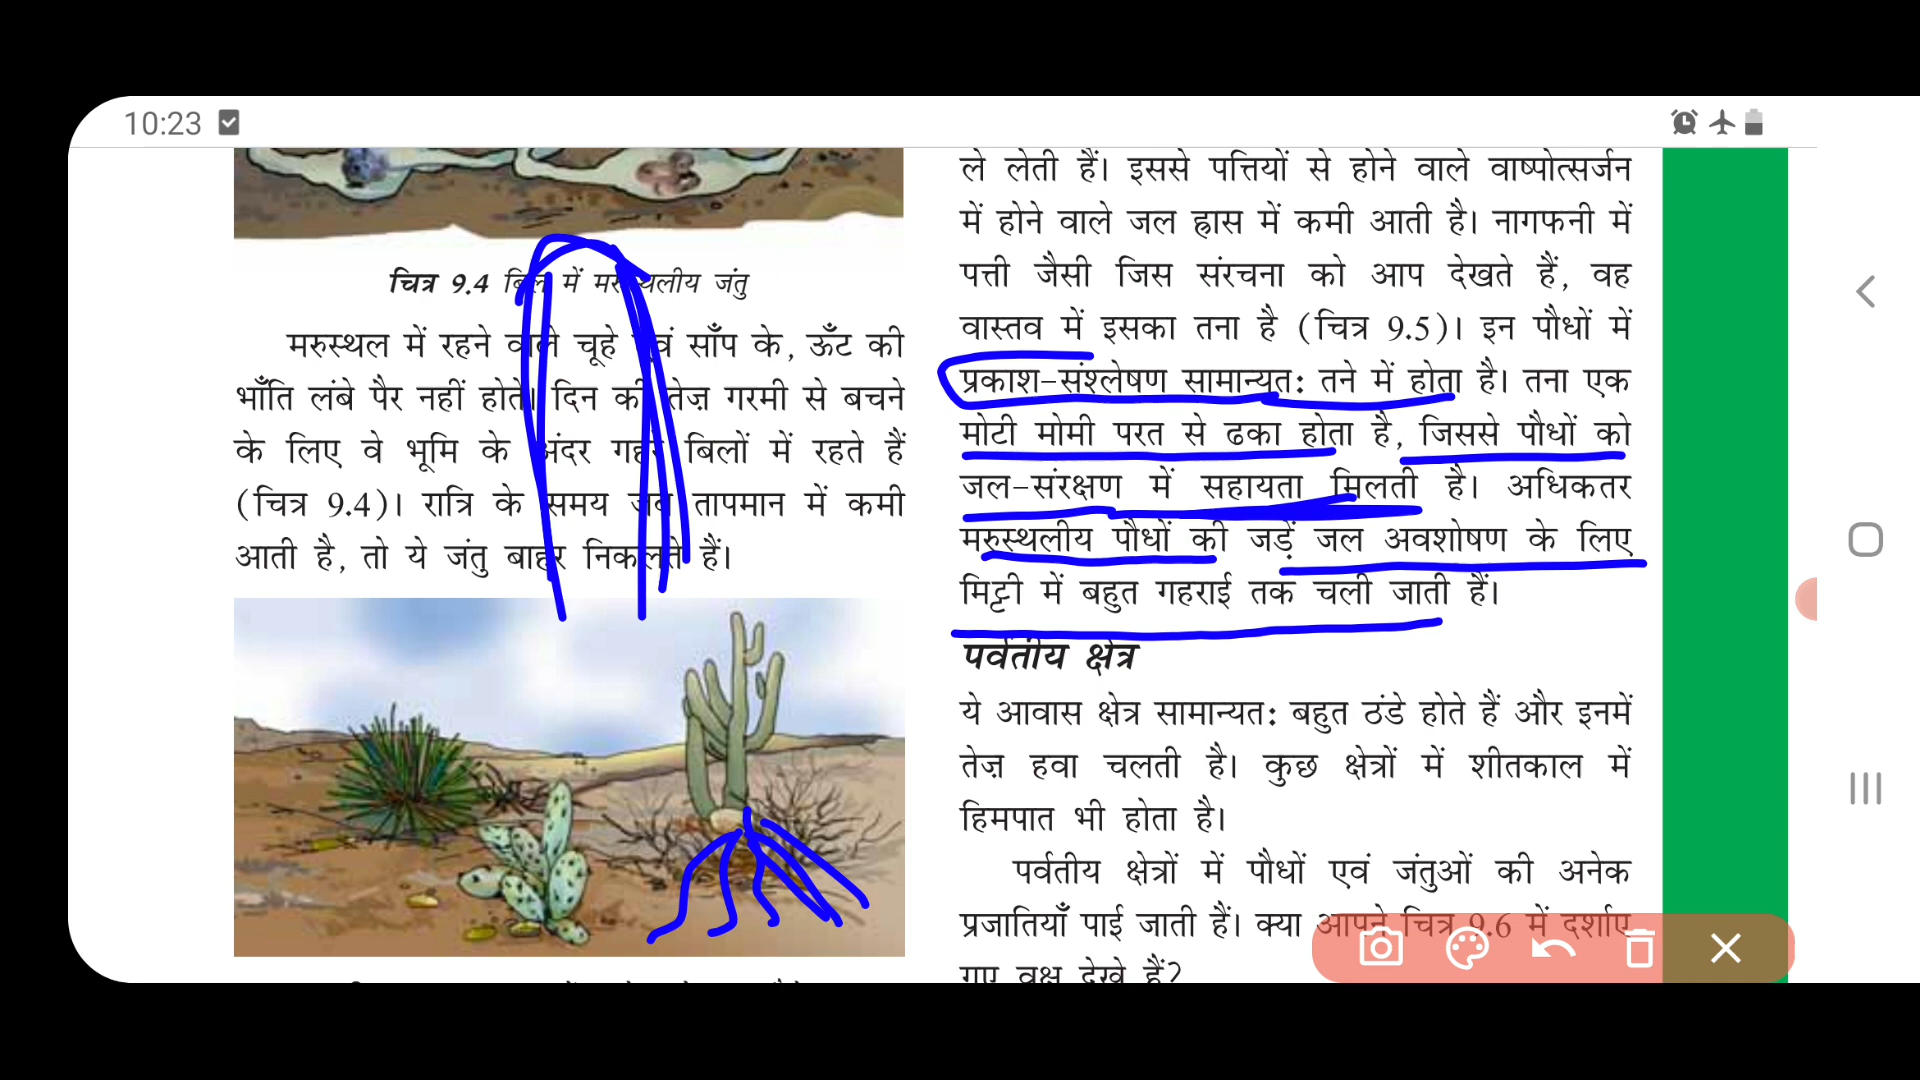 10:23
चित्र 9.4 बिल में मरुस्थलीय जंतु
मरुस्थल में रहने वाले चूहे एवं साँप के, ऊँट की
भाँति लंबे पैर नहीं होते। दिन की तेज़ गरमी से बचने
के लिए वे भूमि के अंदर गहरे बिलों में रहते हैं
(चित्र 9.4)। रात्रि के समय जब तापमान में कमी
आती है, तो ये जंतु बाहर निकलते हैं।
ले लेती हैं। इससे पत्तियों से होने वाले वाष्पोत्सर्जन
में होने वाले जल ह्रास में कमी आती है। नागफनी में
पत्ती जैसी जिस संरचना को आप देखते हैं, वह
वास्तव में इसका तना है (चित्र 9.5)। इन पौधों में
प्रकाश-संश्लेषण सामान्यत: तने में होता है। तना एक
मोटी मोमी परत से ढका होता है, जिससे पौधों को
जल-संरक्षण में सहायता मिलती है। अधिकतर
मरुस्थलीय पौधों की जड़ें जल अवशोषण के लिए
मिट्टी में बहुत गहराई तक चली जाती हैं।
पर्वतीय क्षेत्र
ये आवास क्षेत्र सामान्यत: बहुत ठंडे होते हैं और इनमें
तेज़ हवा चलती है। कुछ क्षेत्रों में शीतकाल में
हिमपात भी होता है।
पर्वतीय क्षेत्रों में पौधों एवं जंतुओं की अनेक
प्रजातियाँ पाई जाती हैं। क्या आपने चित्र 9.6 में दर्शाए
गए वृक्ष देखे हैं?